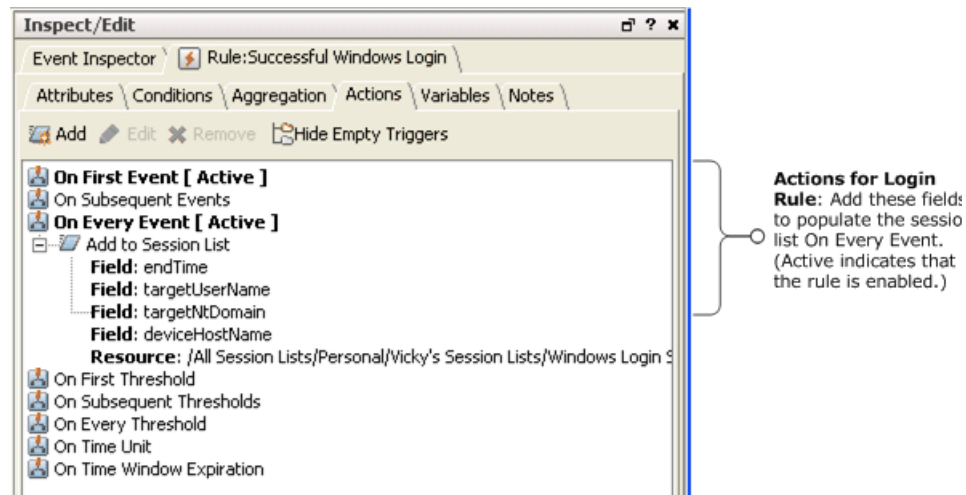 Inspect/Edit
Event Inspector Rule:Successful Windows Login
Attributes Conditions Aggregation Actions Variables Notes
Add Edit Remove Hide Empty Triggers
On First Event [ Active ]
On Subsequent Events
On Every Event [ Active ]
Add to Session List
Field: endTime
Field: targetUserName
Field: targetNtDomain
Field: deviceHostName
Resource: /All Session Lists/Personal/Vicky's Session Lists/Windows Login S
On First Threshold
On Subsequent Thresholds
On Every Threshold
On Time Unit
On Time Window Expiration
Actions for Login
Rule: Add these fields
to populate the sessio
list On Every Event.
(Active indicates that
the rule is enabled.)